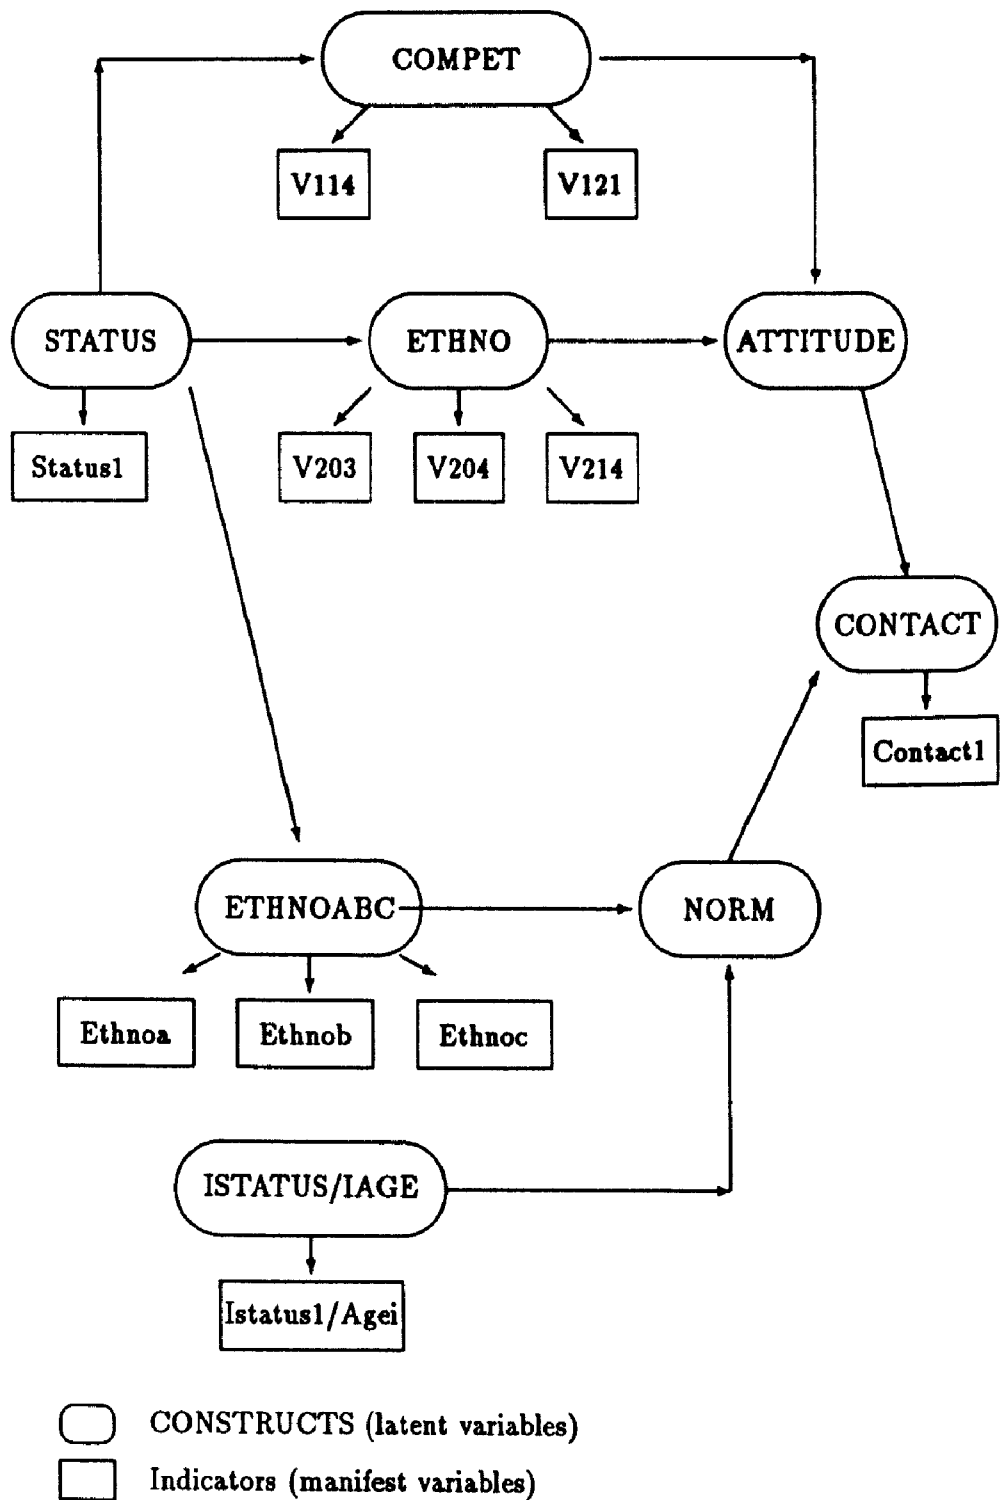 COMPET
V114
V121
STATUS
ETHNO
ATTITUDE
Status1
V203
V204
V214
CONTACT
Contact1
ETHNOABC
NORM
Ethnoa
Ethnob
Ethnoc
ISTATUS/IAGE
Istatus1/Agei
CONSTRUCTS (latent variables)
Indicators (manifest variables)